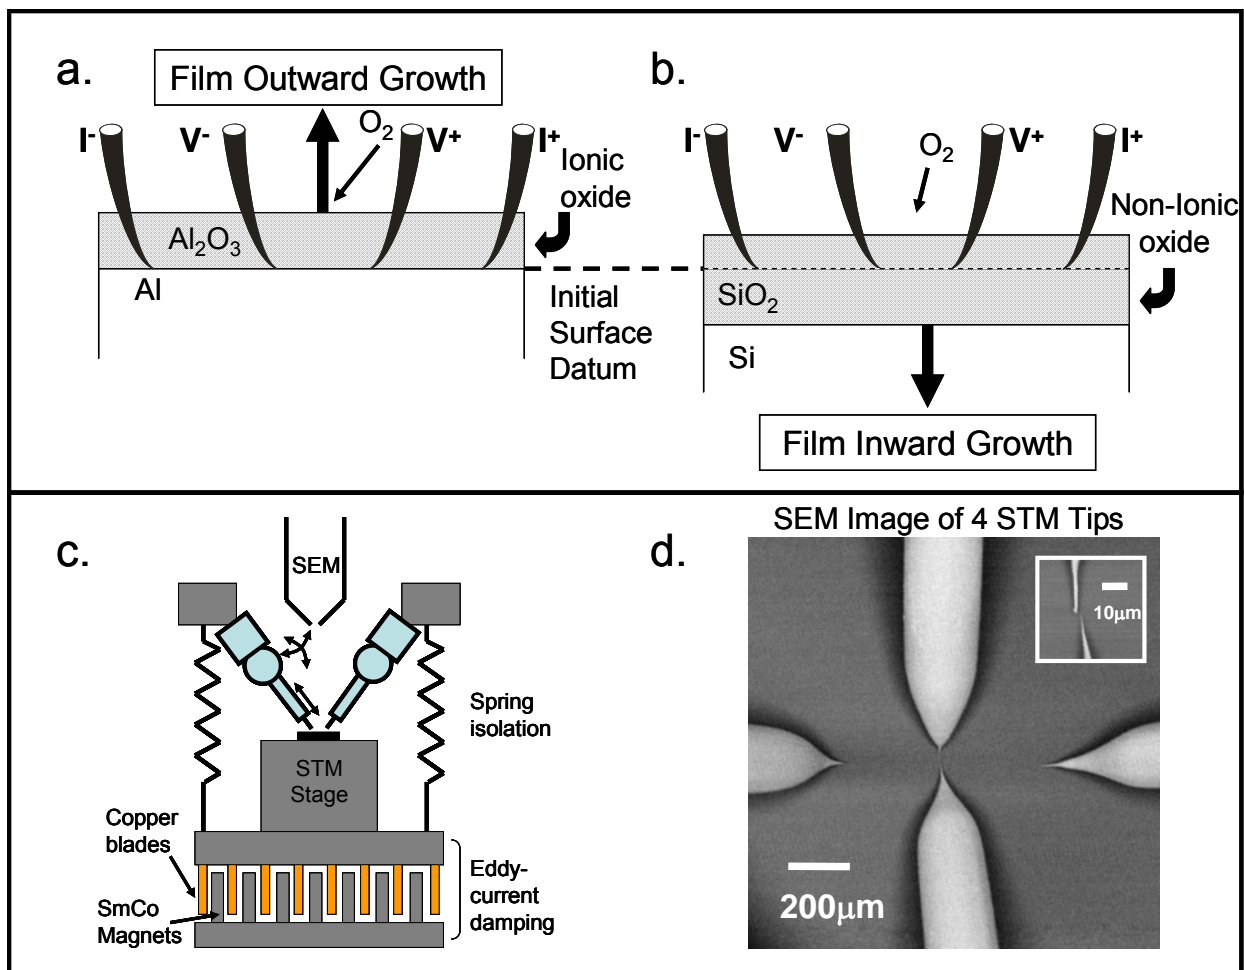 a.
Film Outward Growth
I-
V-
O2
V+
I+
Ionic
oxide
Al2O3
Al
Initial
Surface
Datum
b.
I-
V-
O2
V+
I+
Non-Ionic
oxide
SiO2
Si
Film Inward Growth
c.
SEM
Spring
isolation
STM
Stage
Copper
blades
SmCo
Magnets
Eddy-
current
damping
SEM Image of 4 STM Tips
d.
10μm
200μm